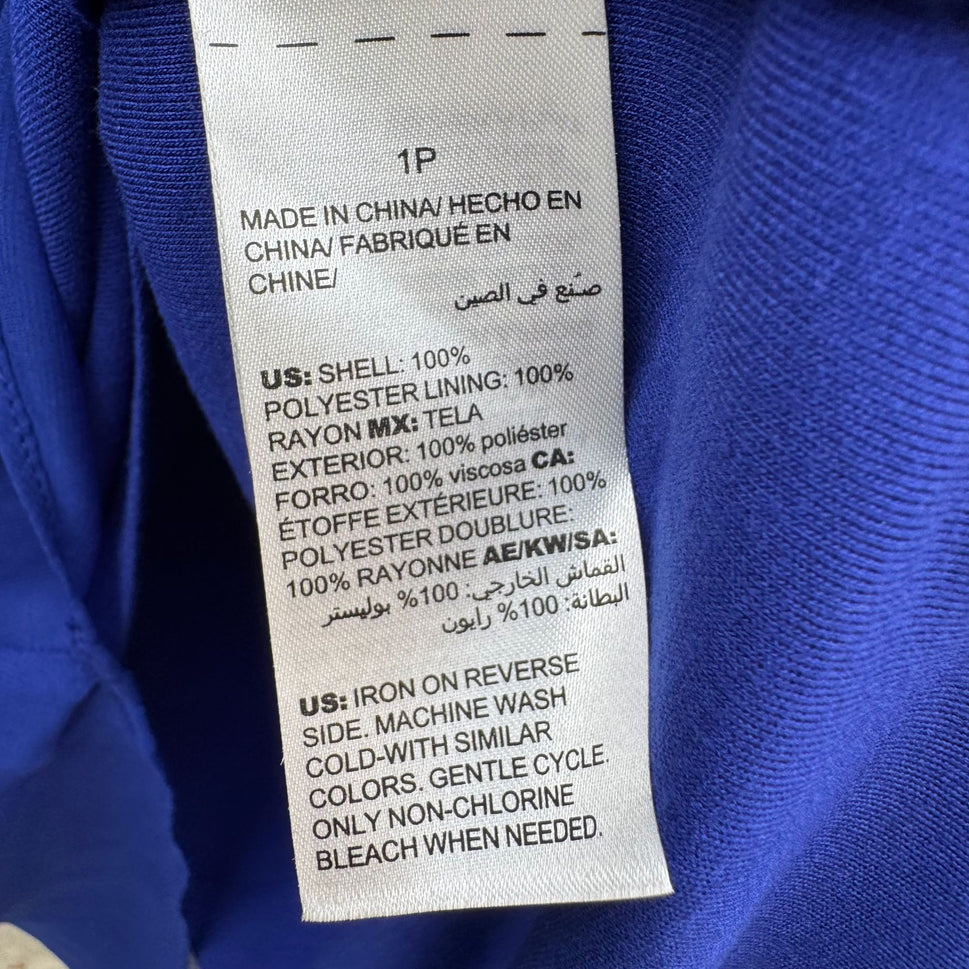 1P
MADE IN CHINA/ HECHO EN
CHINA/ FABRIQUÉ EN
CHINE/
صنّع في الصين
US: SHELL: 100%
POLYESTER LINING: 100%
RAYON MX: TELA
EXTERIOR: 100% poliéster
FORRO: 100% viscosa CA:
ÉTOFFE EXTÉRIEURE: 100%
POLYESTER DOUBLURE:
100% RAYONNE AE/KW/SA:
القماش الخارجي: 100% بوليستر
البطانة: 100% رايون
US: IRON ON REVERSE
SIDE. MACHINE WASH
COLD-WITH SIMILAR
COLORS. GENTLE CYCLE.
ONLY NON-CHLORINE
BLEACH WHEN NEEDED.